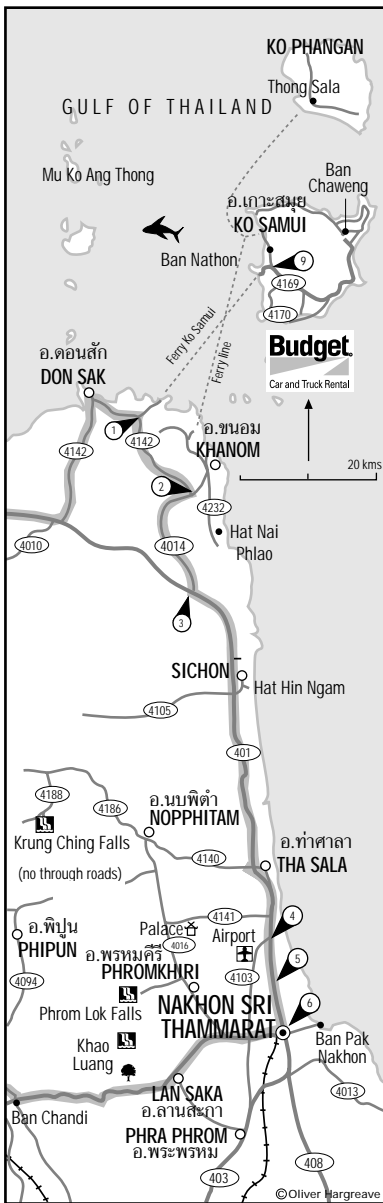 KO PHANGAN
Thong Sala
GULF OF THAILAND
Mu Ko Ang Thong
Ban
Chaweng
อ.เกาะสมุย
KO SAMUI
Ban Nathon
9
4169
4170
Ferry Ko Samui
Ferry line
Budget
Car and Truck Rental
อ.ดอนสัก
DON SAK
1
4142
4142
อ.ขนอม
KHANOM
20 kms
2
4232
4010
4014
Hat Nai
Phlao
3
SICHON
Hat Hin Ngam
4105
401
4188
4186
อ.นบพิตำ
NOPPHITAM
Krung Ching Falls
(no through roads)
4140
อ.ท่าศาลา
THA SALA
อ.พิปูน
PHIPUN
4094
Palace
4141
4
4016
Airport
อ.พรหมคีรี
PHROMKHIRI
4103
5
Phrom Lok Falls
NAKHON SRI
THAMMARAT
6
Khao
Luang
Ban Pak
Nakhon
4013
Ban Chandi
LAN SAKA
อ.ลานสะกา
PHRA PHROM
อ.พระพรหม
403
408
©Oliver Hargreave